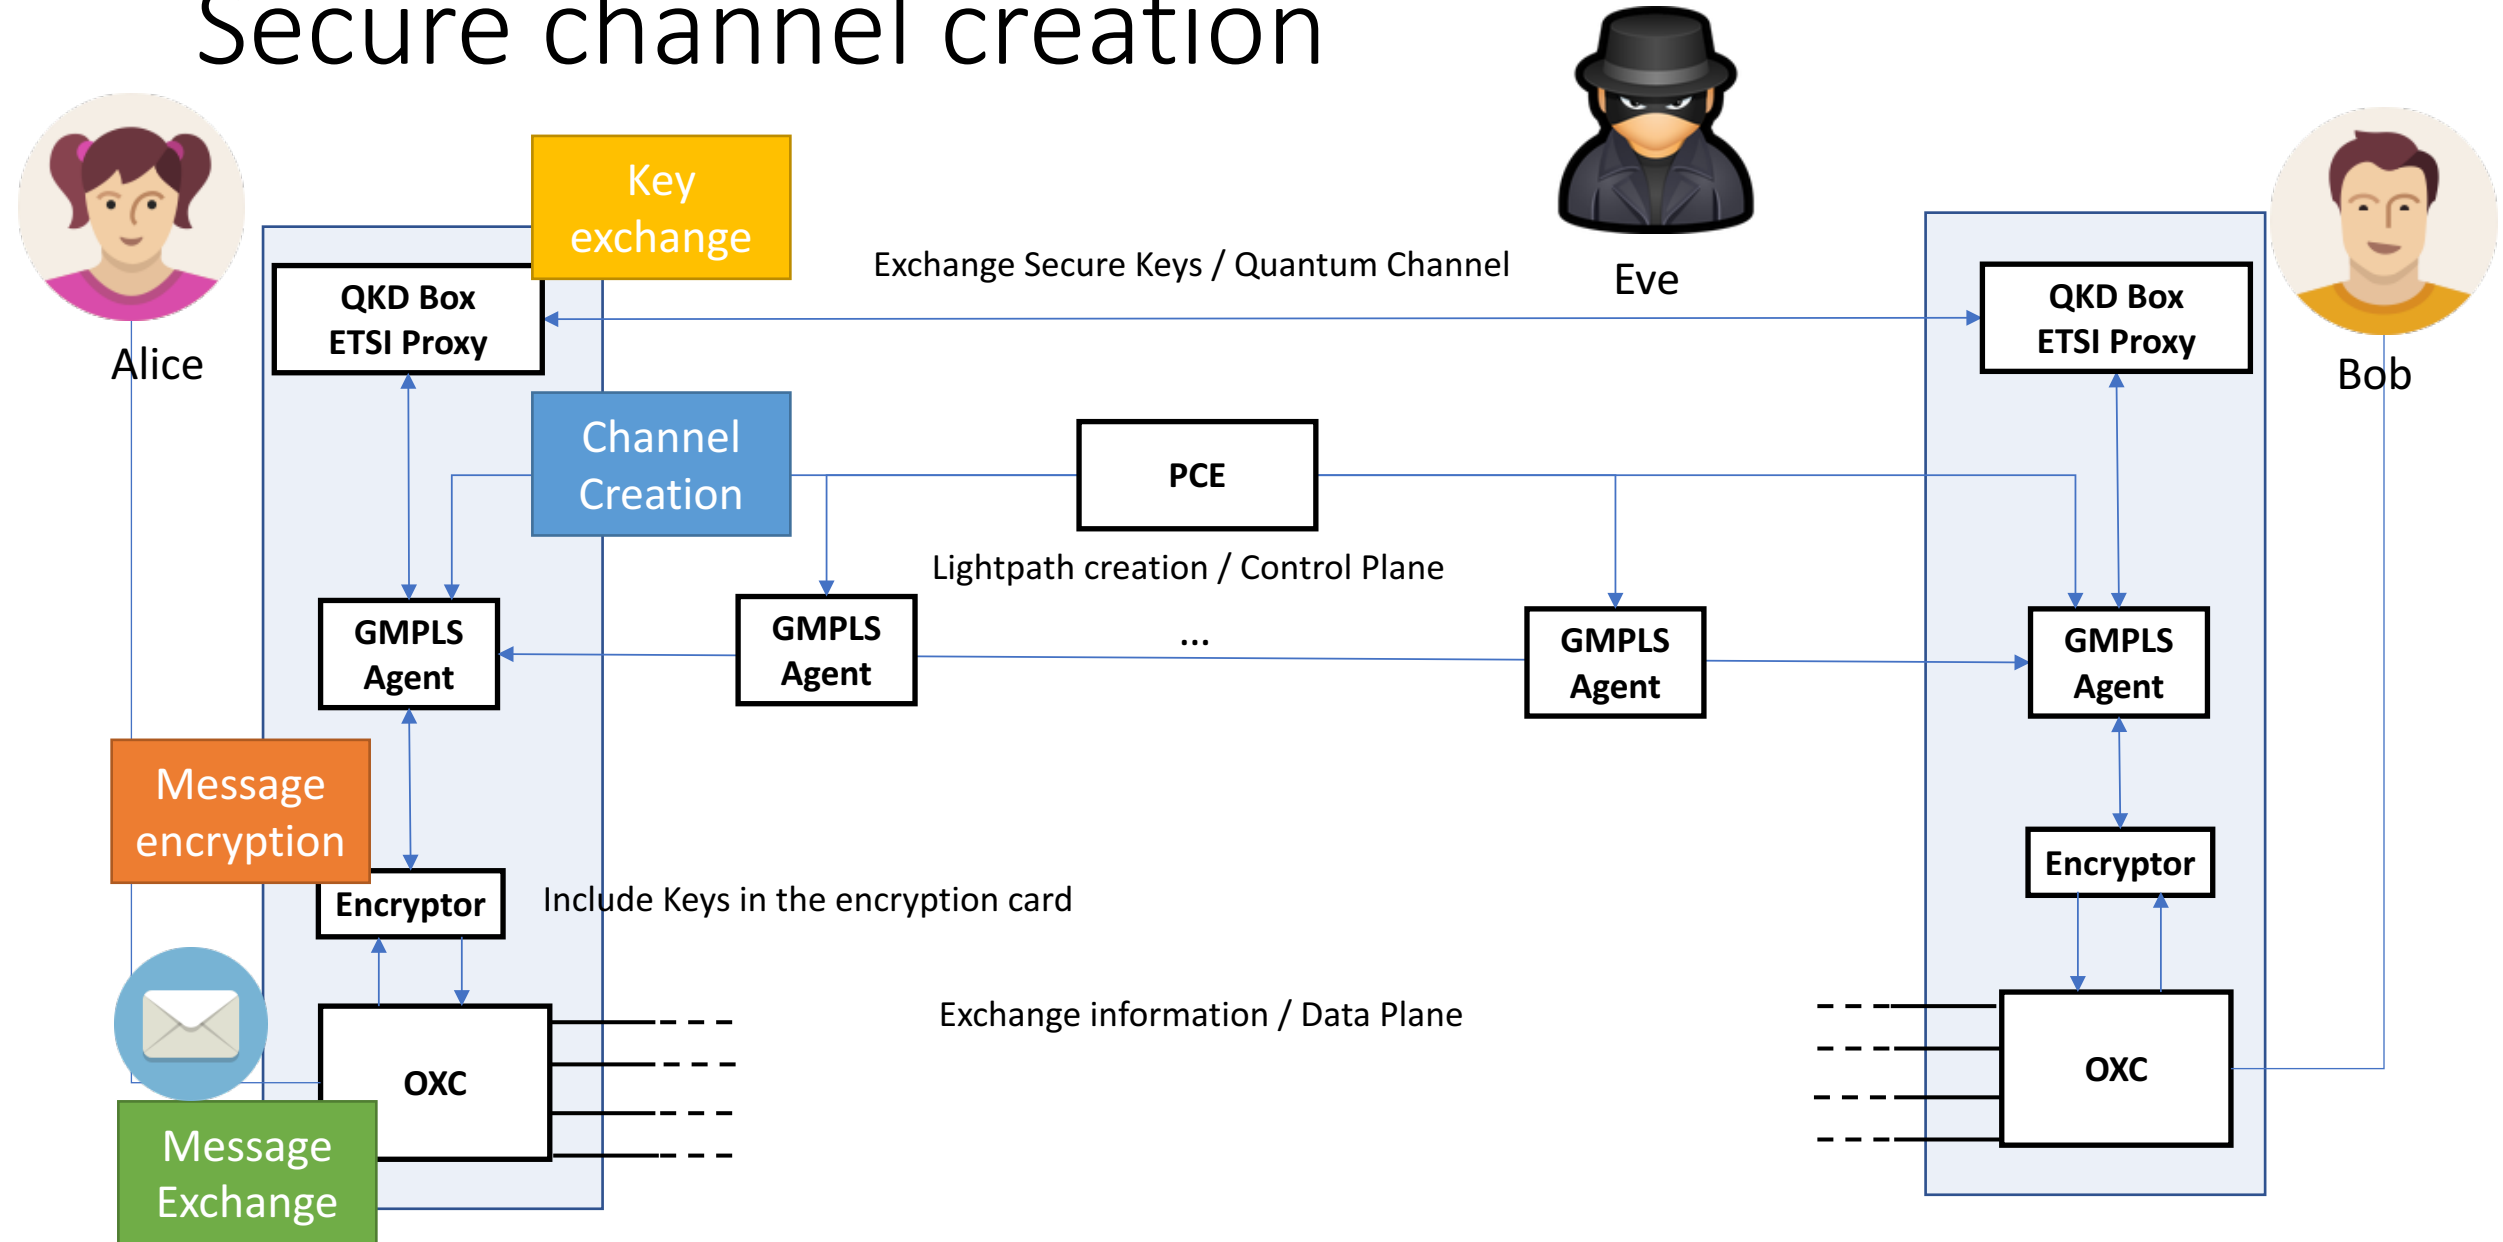 Secure channel creation
Key
exchange
Exchange Secure Keys / Quantum Channel
Eve
QKD Box
ETSI Proxy
QKD Box
ETSI Proxy
Alice
Bob
Channel
Creation
PCE
Lightpath creation / Control Plane
GMPLS
Agent
GMPLS
Agent
...
GMPLS
Agent
GMPLS
Agent
Message
encryption
Encryptor
Include Keys in the encryption card
Encryptor
Exchange information / Data Plane
OXC
OXC
Message
Exchange